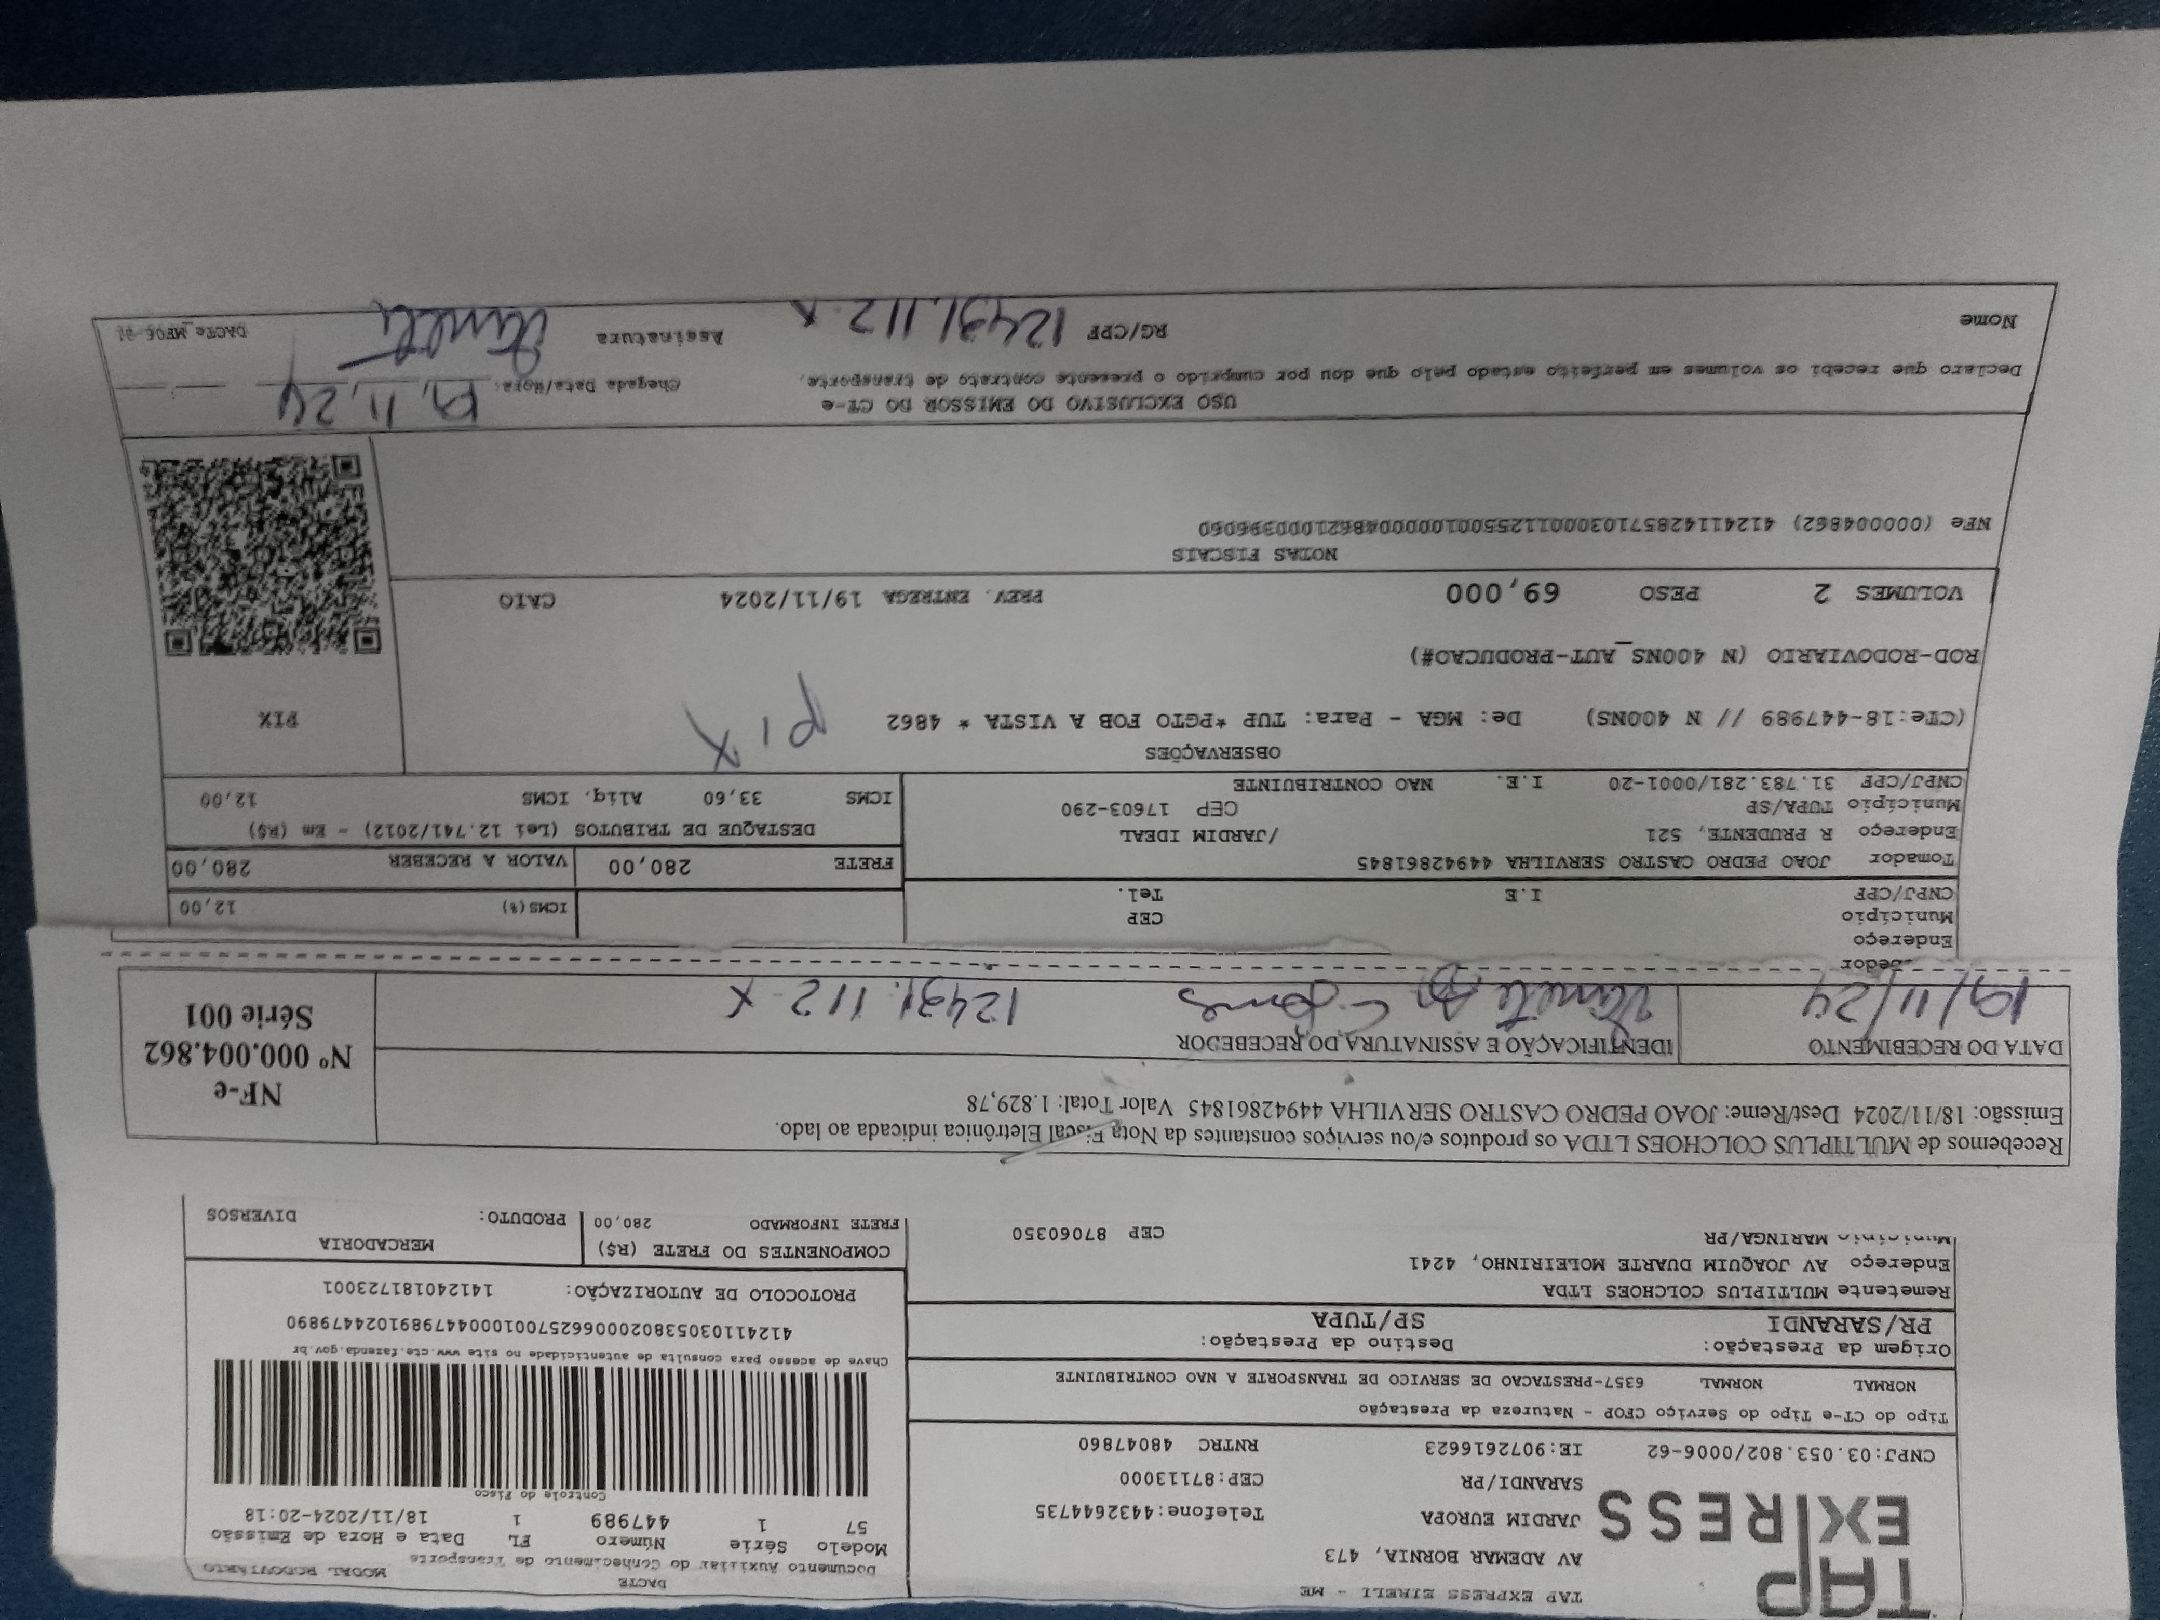 TAP EXPRESS
TAP EXPRESS EIRELI - ME
AV ADEMAR BORNIA, 473
JARDIM EUROPA Telefone:4432644735
SARANDI/PR CEP:87113000
CNPJ:03.053.802/0006-62 IE:9072616623 RNTRC 48047860
DACTE
Documento Auxiliar do Conhecimento de Transporte
MODAL RODOVIÁRIO
Modelo Série Número FL Data e Hora de Emissão
57 1 447989 1 18/11/2024-20:18
Controle do Fisco
Chave de acesso para consulta de autenticidade no site www.cte.fazenda.gov.br
41241103053802000662570010004479891024479890
PROTOCOLO DE AUTORIZAÇÃO: 141240181723001
Tipo do CT-e Tipo do Serviço CFOP - Natureza da Prestação
NORMAL NORMAL 6357-PRESTACAO DE SERVICO DE TRANSPORTE A NAO CONTRIBUINTE
Origem da Prestação: Destino da Prestação:
PR/SARANDI SP/TUPA
Remetente MULTIPLUS COLCHOES LTDA
Endereço AV JOAQUIM DUARTE MOLEIRINHO, 4241
Município MARINGA/PR CEP 87060350
COMPONENTES DO FRETE (R$) MERCADORIA
FRETE INFORMADO 280,00 PRODUTO: DIVERSOS
Recebemos de MULTIPLUS COLCHOES LTDA os produtos e/ou serviços constantes da Nota Fiscal Eletrônica indicada ao lado.
Emissão: 18/11/2024 Dest/Reme: JOAO PEDRO CASTRO SERVILHA 44942861845 Valor Total: 1.829,78
DATA DO RECEBIMENTO IDENTIFICAÇÃO E ASSINATURA DO RECEBEDOR
19/11/24 12431.112 X
NF-e
Nº 000.004.862
Série 001
Endereço
Município CEP
CNPJ/CPF I.E Tel.
ICMS(%) 12,00
Tomador JOAO PEDRO CASTRO SERVILHA 44942861845
Endereço R PRUDENTE, 521 /JARDIM IDEAL
Município TUPA/SP CEP 17603-290
CNPJ/CPF 31.783.281/0001-20 I.E. NAO CONTRIBUINTE
FRETE 280,00 VALOR A RECEBER 280,00
DESTAQUE DE TRIBUTOS (Lei 12.741/2012) - Em (R$)
ICMS 33,60 Aliq. ICMS 12,00
OBSERVAÇÕES
(CTe:18-447989 // N 400NS) De: MGA - Para: TUP *PGTO FOB A VISTA * 4862
Pix
PIX
ROD-RODOVIARIO (N 400NS_AUT-PRODUCAO#)
VOLUMES 2 PESO 69,000 PREV. ENTREGA 19/11/2024 CAIO
NOTAS FISCAIS
NFe (00004862) 41241142857103000112550010000048621000396060
USO EXCLUSIVO DO EMISSOR DO CT-e
Declaro que recebi os volumes em perfeito estado pelo que dou por cumprido o presente contrato de transporte.
Chegada Data/Hora: 19,11,24
Nome RG/CPF 12431.112 X Assinatura